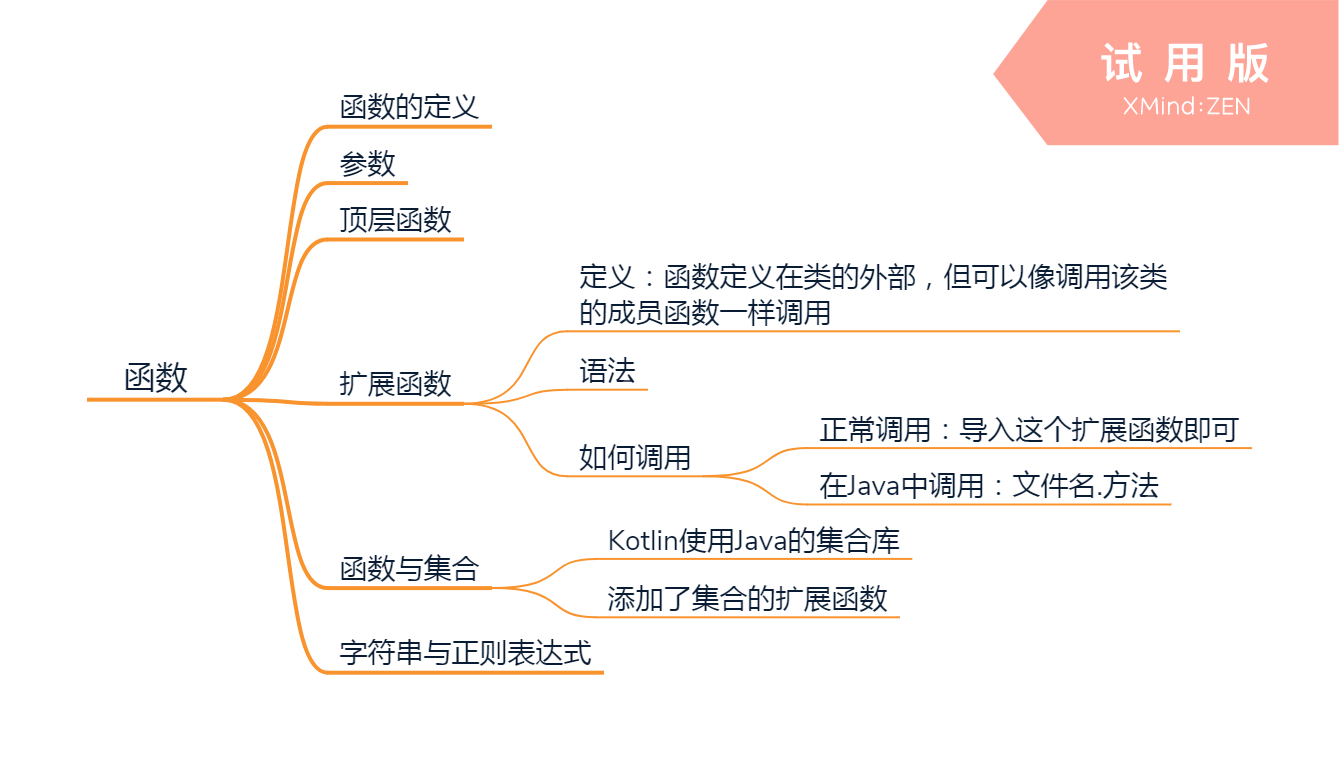 试用版
XMind:ZEN
函数
函数的定义
参数
顶层函数
扩展函数
定义：函数定义在类的外部，但可以像调用该类
的成员函数一样调用
语法
如何调用
正常调用：导入这个扩展函数即可
在Java中调用：文件名.方法
函数与集合
Kotlin使用Java的集合库
添加了集合的扩展函数
字符串与正则表达式